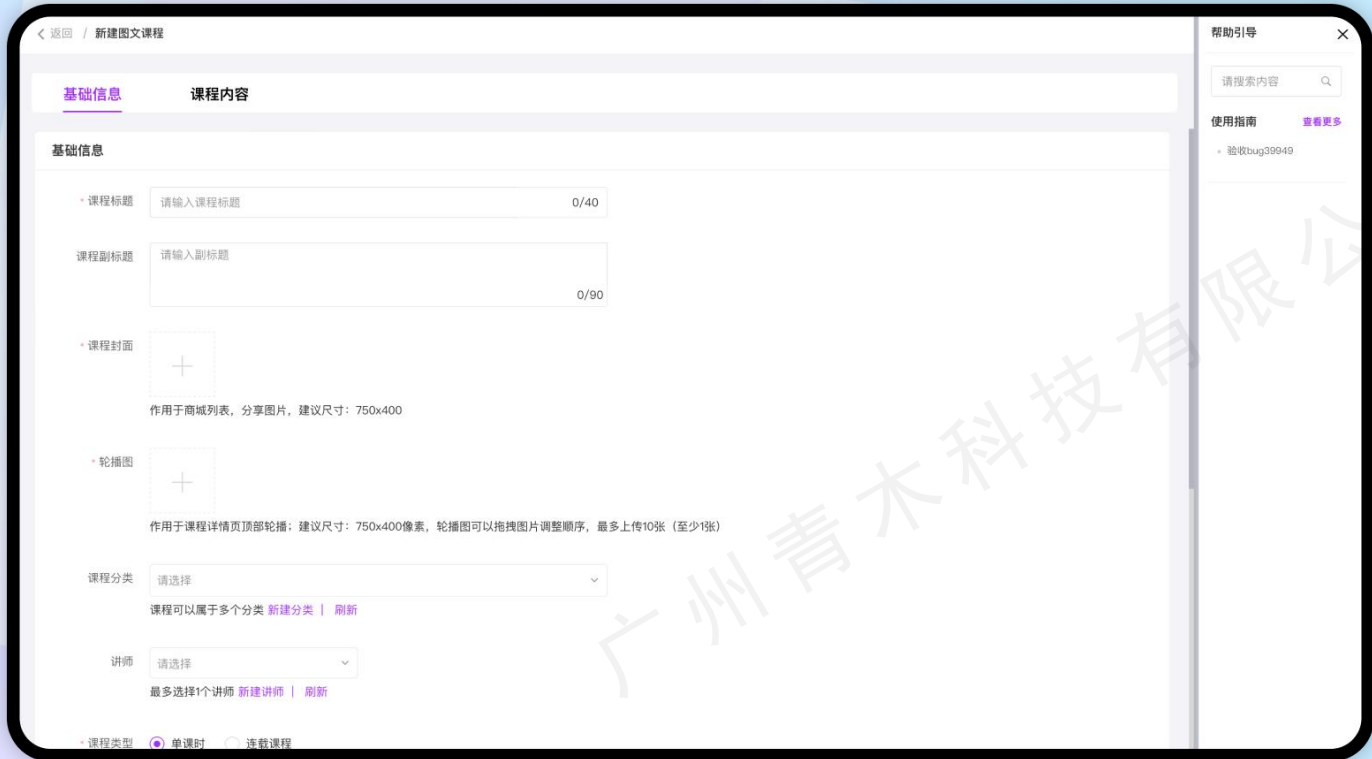 返回 / 新建图文课程
帮助引导
基础信息 课程内容
请搜索内容
使用指南 查看更多
验收bug39949
基础信息
* 课程标题 请输入课程标题 0/40
课程副标题 请输入副标题
0/90
* 课程封面
作用于商城列表，分享图片，建议尺寸：750x400
* 轮播图
作用于课程详情页顶部轮播；建议尺寸：750x400像素，轮播图可以拖拽图片调整顺序，最多上传10张（至少1张）
课程分类 请选择
课程可以属于多个分类 新建分类 | 刷新
讲师 请选择
最多选择1个讲师 新建讲师 | 刷新
* 课程类型 单课时 连载课程
广州青木科技有限公